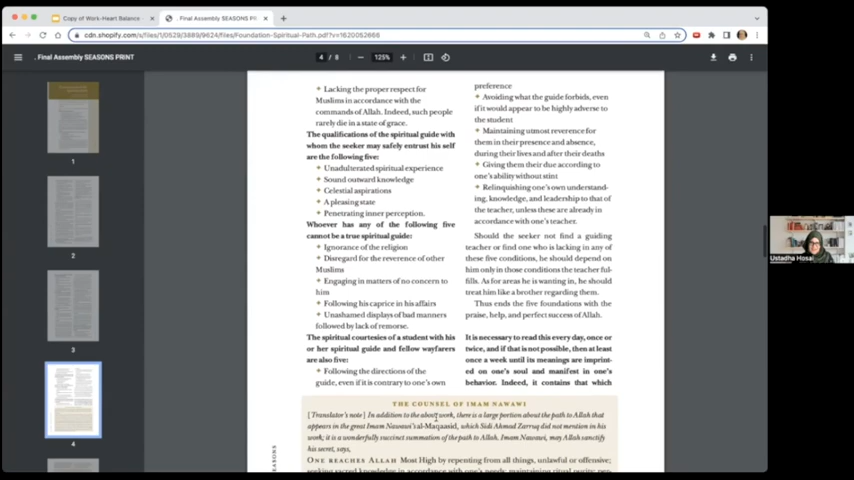 Copy of Work-Heart Balance
. Final Assembly SEASONS PRINT
cdn.shopify.com/s/files/1/0529/3889/9624/files/Foundation-Spiritual-Path.pdf?v=1620052666
. Final Assembly SEASONS PRINT
4 / 8
125%
1
2
3
4
Lacking the proper respect for
Muslims in accordance with the
commands of Allah. Indeed, such people
rarely die in a state of grace.
The qualifications of the spiritual guide with
whom the seeker may safely entrust his self
are the following five:
Unadulterated spiritual experience
Sound outward knowledge
Celestial aspirations
A pleasing state
Penetrating inner perception.
Whoever has any of the following five
cannot be a true spiritual guide:
Ignorance of the religion
Disregard for the reverence of other
Muslims
Engaging in matters of no concern to
him
Following his caprice in his affairs
Unashamed displays of bad manners
followed by lack of remorse.
The spiritual courtesies of a student with his
or her spiritual guide and fellow wayfarers
are also five:
Following the directions of the
guide, even if it is contrary to one's own
preference
Avoiding what the guide forbids, even
if it would appear to be highly adverse to
the student
Maintaining utmost reverence for
them in their presence and absence,
during their lives and after their deaths
Giving them their due according to
one's ability without stint
Relinquishing one's own understand-
ing, knowledge, and leadership to that of
the teacher, unless these are already in
accordance with one's teacher.
Should the seeker not find a guiding
teacher or find one who is lacking in any of
these five conditions, he should depend on
him only in those conditions the teacher ful-
fills. As for areas he is wanting in, he should
treat him like a brother regarding them.
Thus ends the five foundations with the
praise, help, and perfect success of Allah.
It is necessary to read this every day, once or
twice, and if that is not possible, then at least
once a week until its meanings are imprint-
ed on one's soul and manifest in one's
behavior. Indeed, it contains that which
THE COUNSEL OF IMAM NAWAWI
[Translator's note] In addition to the about work, there is a large portion about the path to Allah that
appears in the great Imam Nawawi's al-Maqaasid, which Sidi Ahmad Zarruq did not mention in his
work; it is a wonderfully succinct summation of the path to Allah. Imam Nawawi, may Allah sanctify
his secret, says,
ONE REACHES ALLAH Most High by repenting from all things, unlawful or offensive;
seeking sacred knowledge in accordance with one's needs; maintaining ritual purity;
SEASONS
Ustadha Hosai